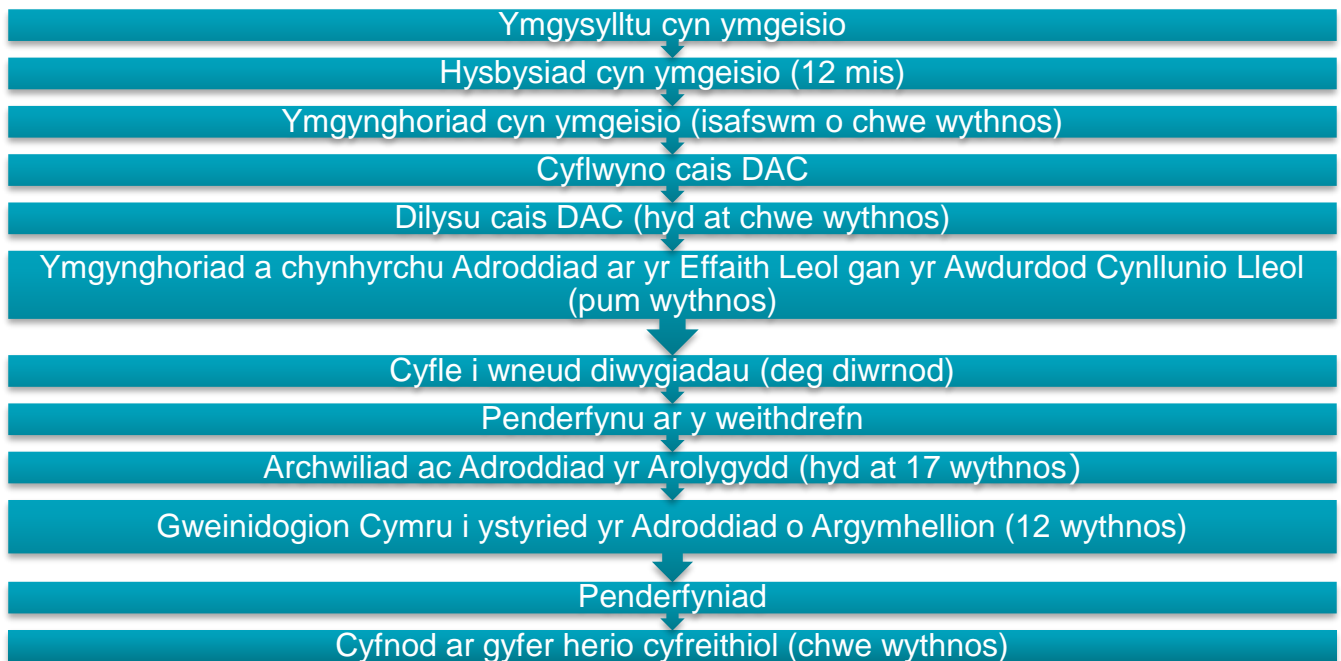 Ymgysylltu cyn ymgeisio
Hysbysiad cyn ymgeisio (12 mis)
Ymgynghoriad cyn ymgeisio (isafswm o chwe wythnos)
Cyflwyno cais DAC
Dilysu cais DAC (hyd at chwe wythnos)
Ymgynghoriad a chynhyrchu Adroddiad ar yr Effaith Leol gan yr Awdurdod Cynllunio Lleol
(pum wythnos)
Cyfle i wneud diwygiadau (deg diwrnod)
Penderfynu ar y weithdrefn
Archwiliad ac Adroddiad yr Arolygydd (hyd at 17 wythnos)
Gweinidogion Cymru i ystyried yr Adroddiad o Argymhellion (12 wythnos)
Penderfyniad
Cyfnod ar gyfer herio cyfreithiol (chwe wythnos)